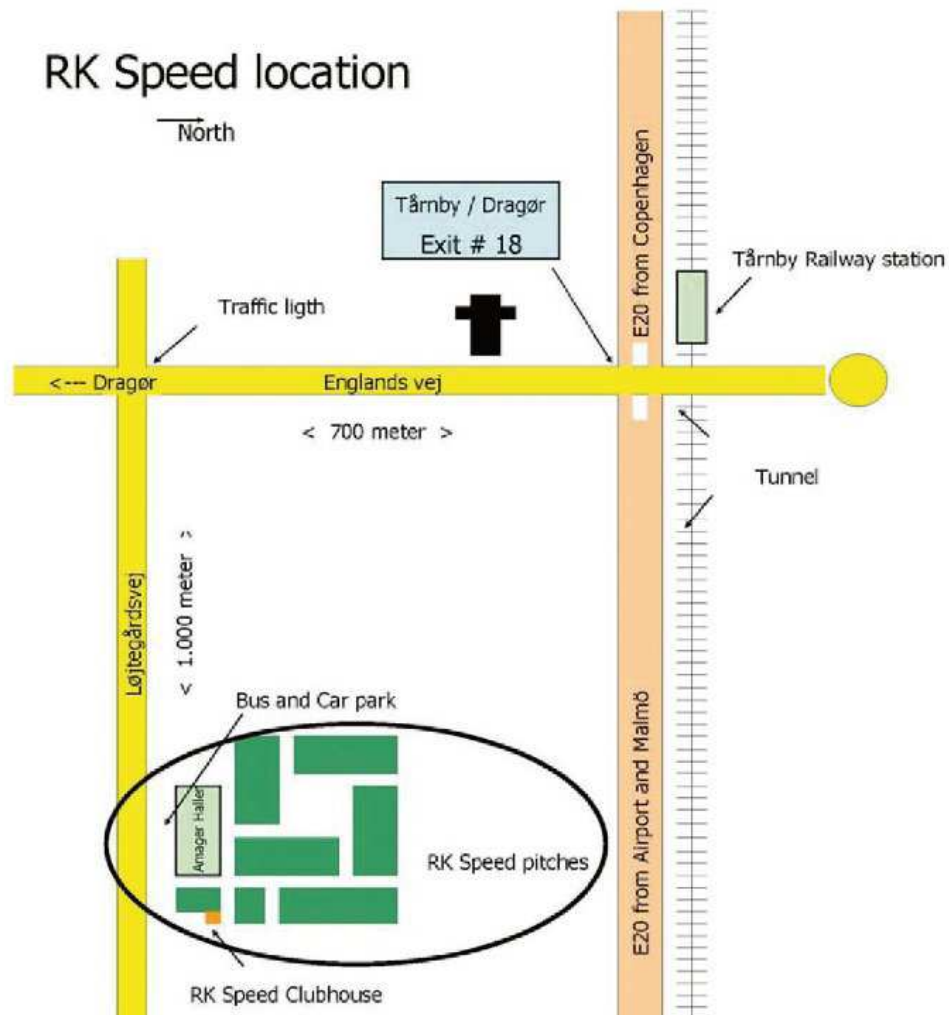 RK Speed location
North
Tårnby / Dragør
Exit # 18
E20 from Copenhagen
Tårnby Railway station
Traffic ligth
<--- Dragør
Englands vej
< 700 meter >
Tunnel
Løjtegårdsvej
< 1.000 meter >
Bus and Car park
Amager Haller
RK Speed pitches
E20 from Airport and Malmö
RK Speed Clubhouse